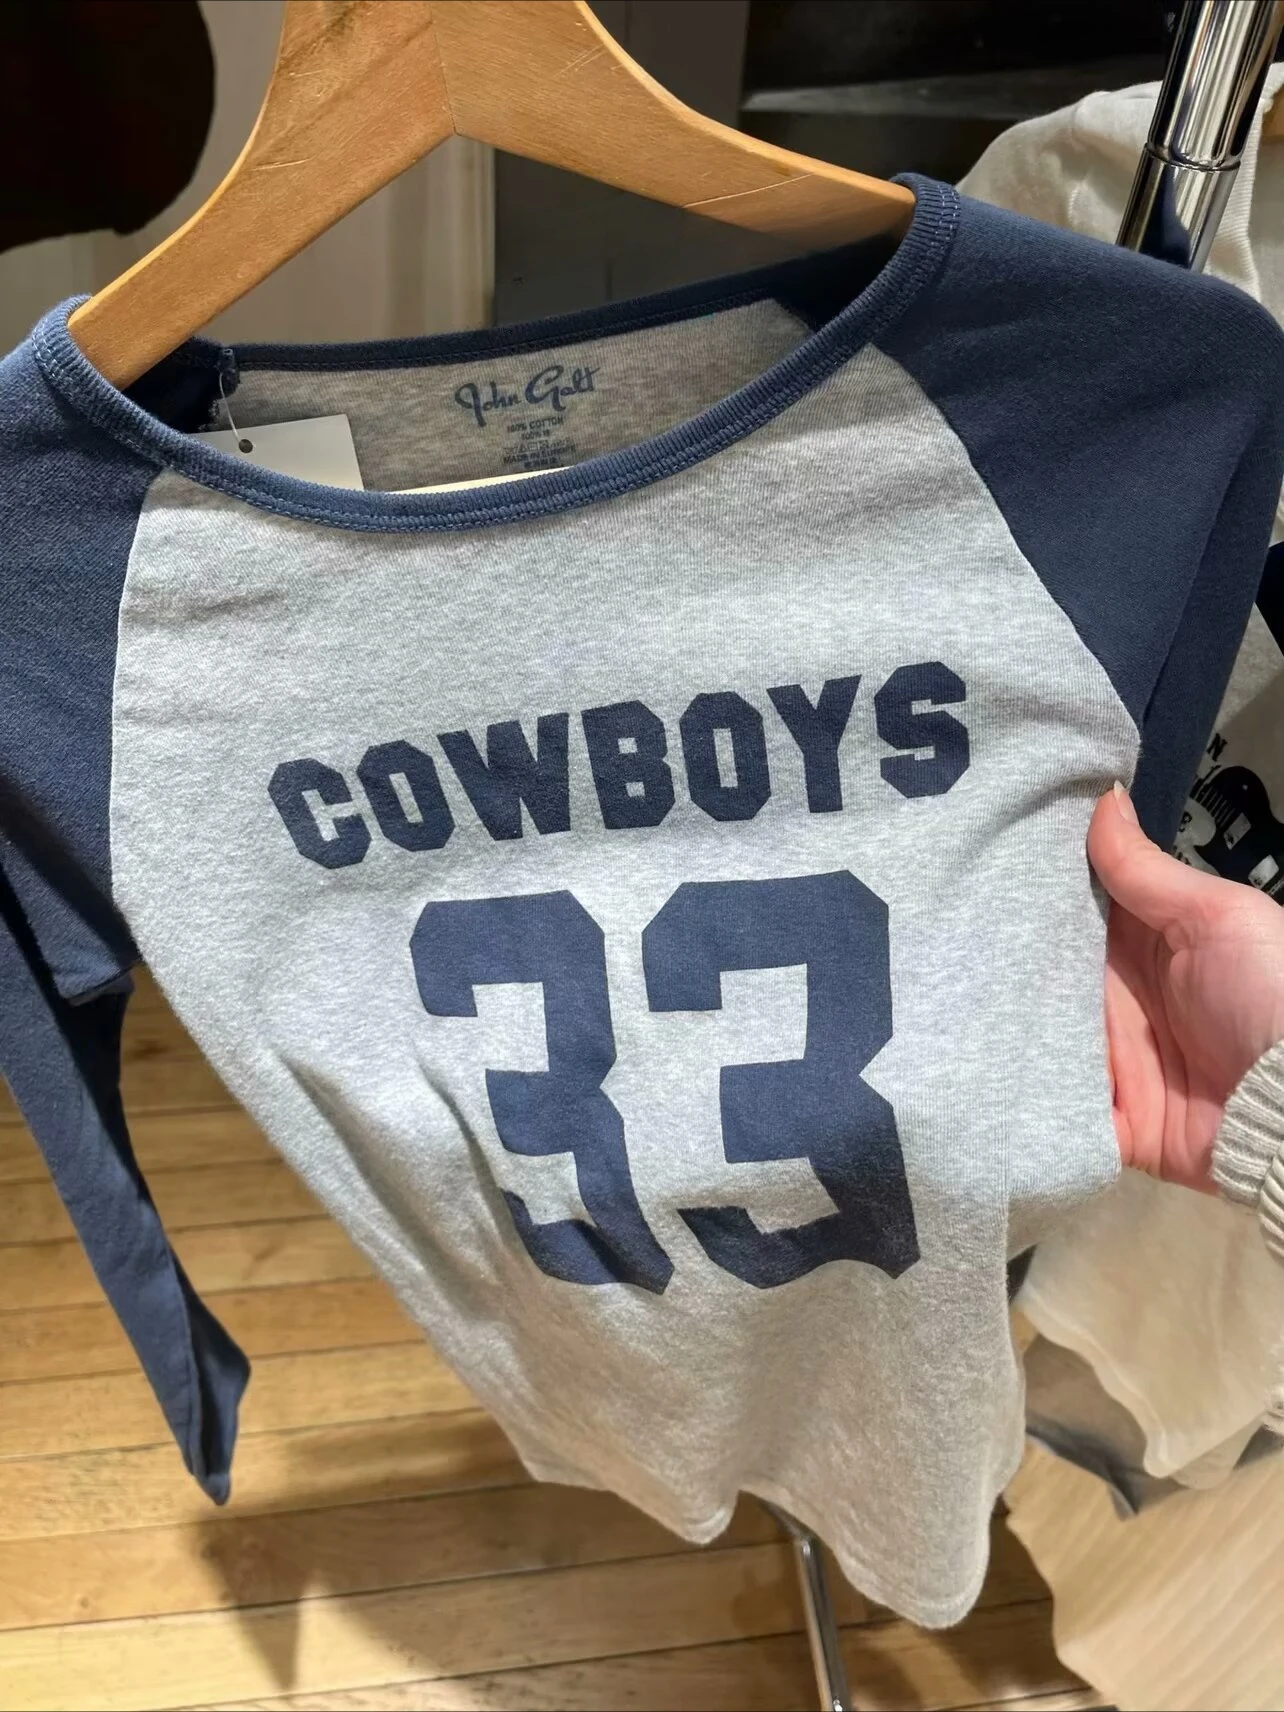 John Galt
100% COTTON
COWBOYS
33
N